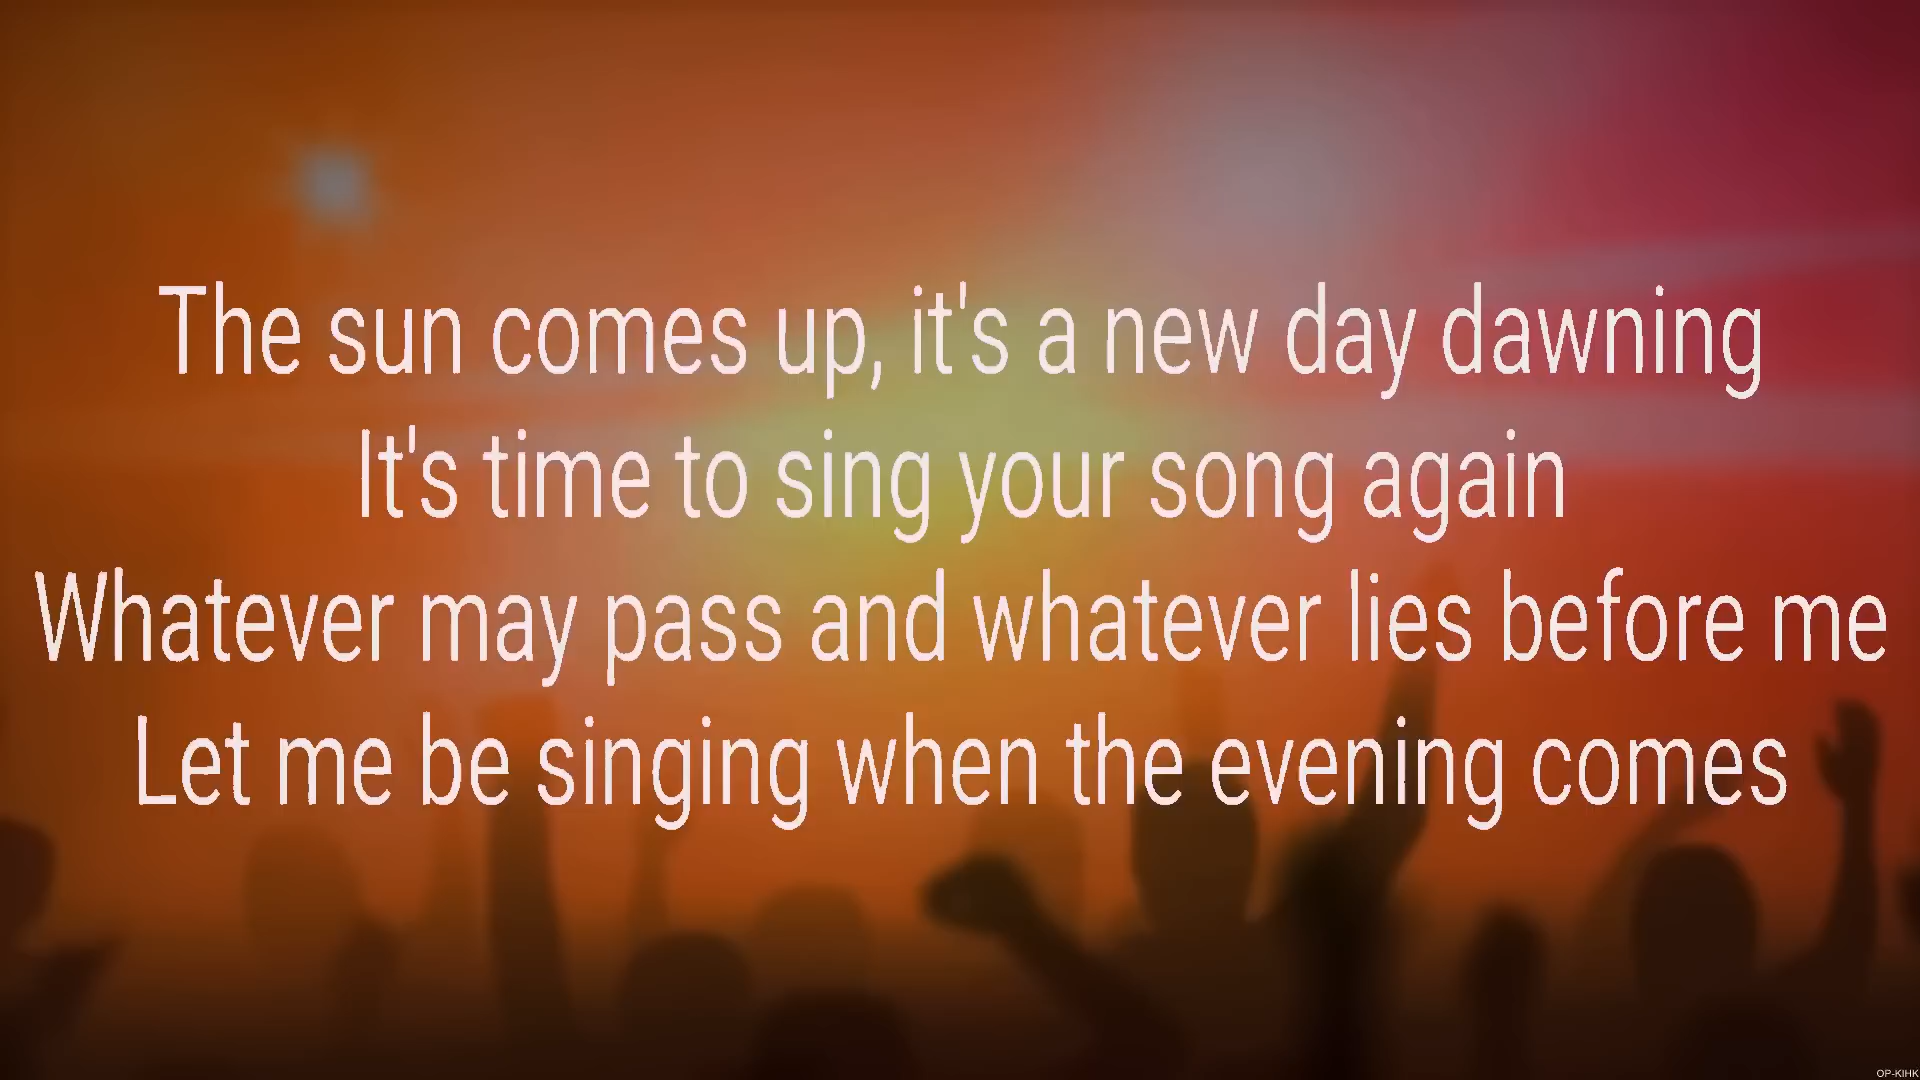 The sun comes up, it's a new day dawning
It's time to sing your song again
Whatever may pass and whatever lies before me
Let me be singing when the evening comes
OP-KIHK